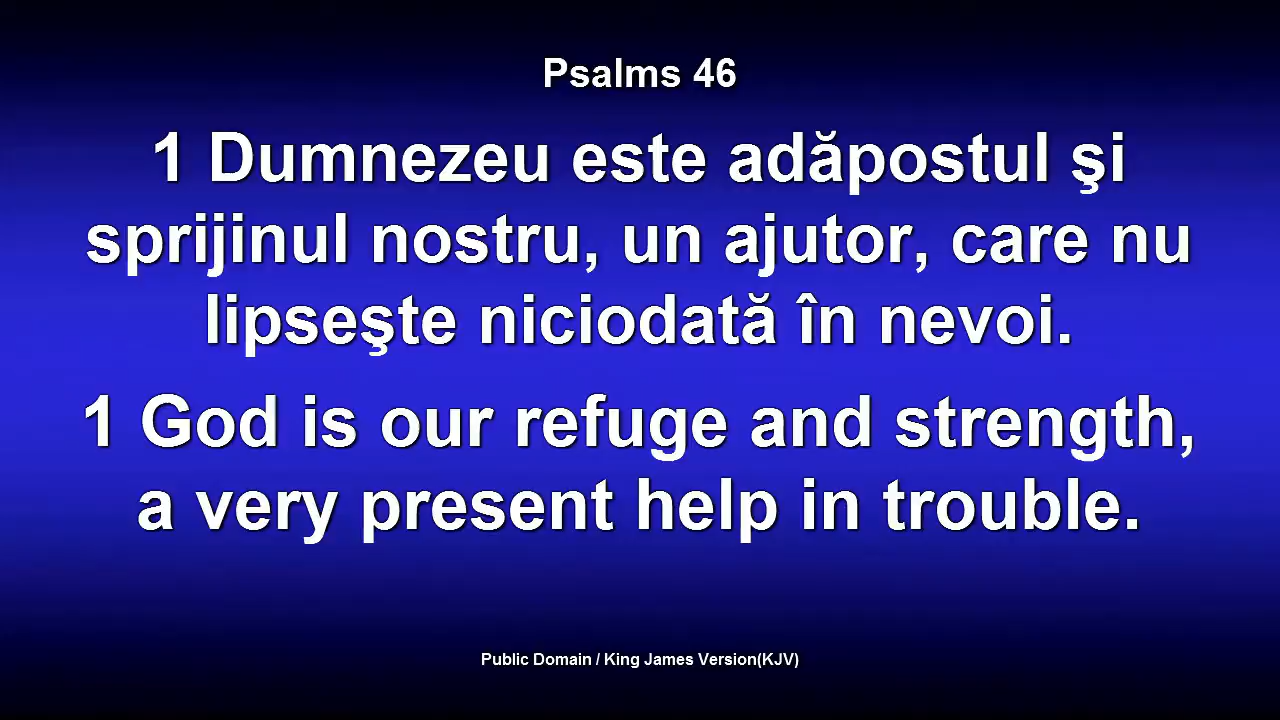 Psalms 46
1 Dumnezeu este adăpostul şi
sprijinul nostru, un ajutor, care nu
lipseşte niciodată în nevoi.
1 God is our refuge and strength,
a very present help in trouble.
Public Domain / King James Version(KJV)